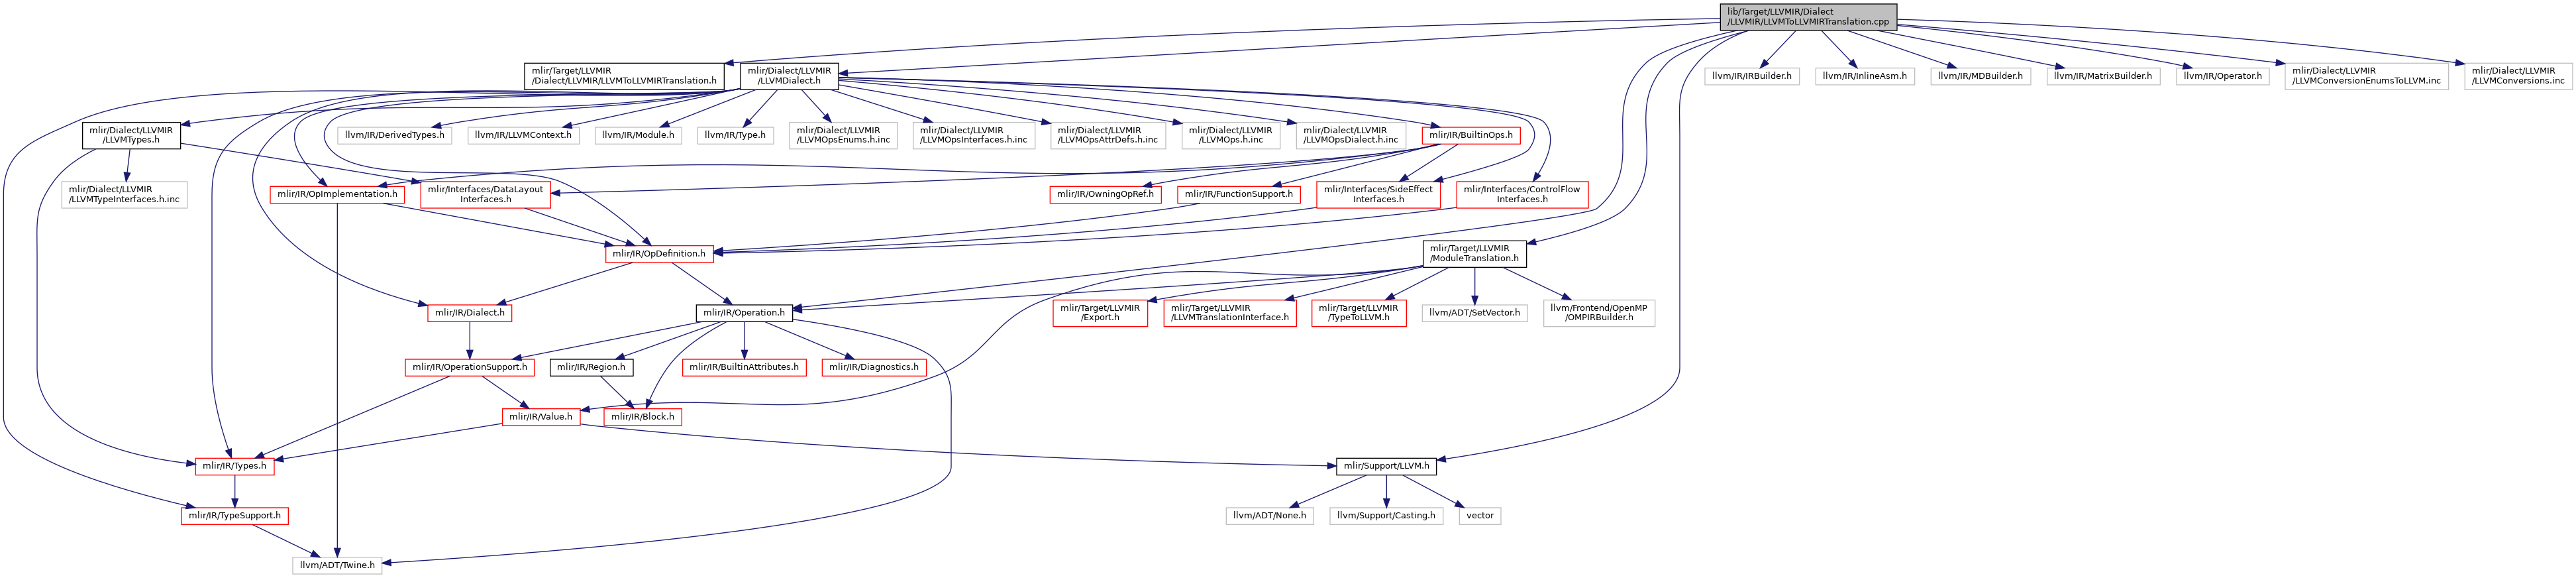 lib/Target/LLVMIR/Dialect
/LLVMIR/LLVMToLLVMIRTranslation.cpp
mlir/Target/LLVMIR
/Dialect/LLVMIR/LLVMToLLVMIRTranslation.h
mlir/Dialect/LLVMIR
/LLVMDialect.h
llvm/IR/IRBuilder.h
llvm/IR/InlineAsm.h
llvm/IR/MDBuilder.h
llvm/IR/MatrixBuilder.h
llvm/IR/Operator.h
mlir/Dialect/LLVMIR
/LLVMConversionEnumsToLLVM.inc
mlir/Dialect/LLVMIR
/LLVMConversions.inc
mlir/Dialect/LLVMIR
/LLVMTypes.h
llvm/IR/DerivedTypes.h
llvm/IR/LLVMContext.h
llvm/IR/Module.h
llvm/IR/Type.h
mlir/Dialect/LLVMIR
/LLVMOpsEnums.h.inc
mlir/Dialect/LLVMIR
/LLVMOpsInterfaces.h.inc
mlir/Dialect/LLVMIR
/LLVMOpsAttrDefs.h.inc
mlir/Dialect/LLVMIR
/LLVMOps.h.inc
mlir/Dialect/LLVMIR
/LLVMOpsDialect.h.inc
mlir/IR/BuiltinOps.h
mlir/Dialect/LLVMIR
/LLVMTypeInterfaces.h.inc
mlir/IR/OpImplementation.h
mlir/Interfaces/DataLayout
Interfaces.h
mlir/IR/OwningOpRef.h
mlir/IR/FunctionSupport.h
mlir/Interfaces/SideEffect
Interfaces.h
mlir/Interfaces/ControlFlow
Interfaces.h
mlir/IR/OpDefinition.h
mlir/Target/LLVMIR
/ModuleTranslation.h
mlir/IR/Dialect.h
mlir/IR/Operation.h
mlir/Target/LLVMIR
/Export.h
mlir/Target/LLVMIR
/LLVMTranslationInterface.h
mlir/Target/LLVMIR
/TypeToLLVM.h
llvm/ADT/SetVector.h
llvm/Frontend/OpenMP
/OMPIRBuilder.h
mlir/IR/OperationSupport.h
mlir/IR/Region.h
mlir/IR/BuiltinAttributes.h
mlir/IR/Diagnostics.h
mlir/IR/Value.h
mlir/IR/Block.h
mlir/IR/Types.h
mlir/Support/LLVM.h
mlir/IR/TypeSupport.h
llvm/ADT/None.h
llvm/Support/Casting.h
vector
llvm/ADT/Twine.h